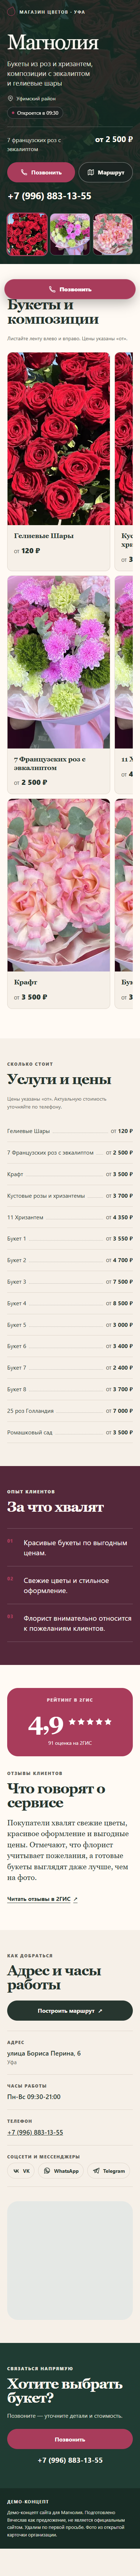 МАГАЗИН ЦВЕТОВ · УФА
Магнолия
Букеты из роз и хризантем,
композиции с эвкалиптом
и гелиевые шары
Уфимский район
Откроется в 09:30
7 французских роз с
эвкалиптом
от 2 500 ₽
Позвонить
Маршрут
+7 (996) 883-13-55
Позвонить
Букеты и
композиции
Листайте ленту влево и вправо. Цены указаны «от».
Гелиевые Шары
от 120 ₽
7 Французских роз с
эвкалиптом
от 2 500 ₽
Крафт
от 3 500 ₽
СКОЛЬКО СТОИТ
Услуги и цены
Цены указаны «от». Актуальную стоимость
уточняйте по телефону.
Гелиевые Шары от 120 ₽
7 Французских роз с эвкалиптом от 2 500 ₽
Крафт от 3 500 ₽
Кустовые розы и хризантемы от 3 700 ₽
11 Хризантем от 4 350 ₽
Букет 1 от 3 550 ₽
Букет 2 от 4 700 ₽
Букет 3 от 7 500 ₽
Букет 4 от 8 500 ₽
Букет 5 от 3 000 ₽
Букет 6 от 3 400 ₽
Букет 7 от 2 400 ₽
Букет 8 от 3 700 ₽
25 роз Голландия от 7 000 ₽
Ромашковый сад от 3 500 ₽
ОПЫТ КЛИЕНТОВ
За что хвалят
01 Красивые букеты по выгодным
ценам.
02 Свежие цветы и стильное
оформление.
03 Флорист внимательно относится
к пожеланиям клиентов.
РЕЙТИНГ В 2ГИС
4,9 ★★★★★
91 оценка на 2ГИС
ОТЗЫВЫ КЛИЕНТОВ
Что говорят о
сервисе
Покупатели хвалят свежие цветы,
красивое оформление и выгодные
цены. Отмечают, что флорист
учитывает пожелания, а готовые
букеты выглядят даже лучше, чем
на фото.
Читать отзывы в 2ГИС ↗
КАК ДОБРАТЬСЯ
Адрес и часы
работы
Построить маршрут ↗
АДРЕС
улица Бориса Перина, 6
Уфа
ЧАСЫ РАБОТЫ
Пн-Вс 09:30-21:00
ТЕЛЕФОН
+7 (996) 883-13-55
СОЦСЕТИ И МЕССЕНДЖЕРЫ
VK
WhatsApp
Telegram
СВЯЗАТЬСЯ НАПРЯМУЮ
Хотите выбрать
букет?
Позвоните — уточните детали и стоимость.
Позвонить
+7 (996) 883-13-55
ДЕМО-КОНЦЕПТ
Демо-концепт сайта для Магнолия. Подготовлено
Вячеслав как предложение, не является официальным
сайтом. Удалим по первой просьбе. Фото из открытой
карточки организации.